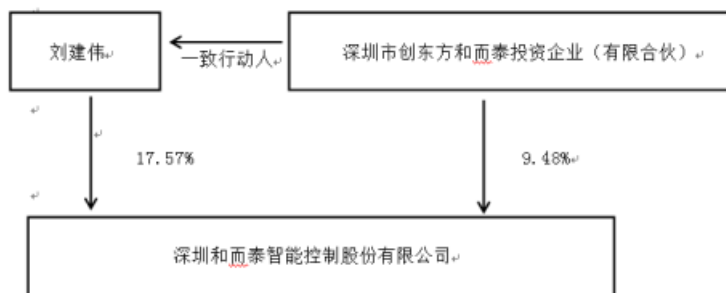 刘建伟
一致行动人
深圳市创东方和而泰投资企业（有限合伙）
17.57%
9.48%
深圳和而泰智能控制股份有限公司